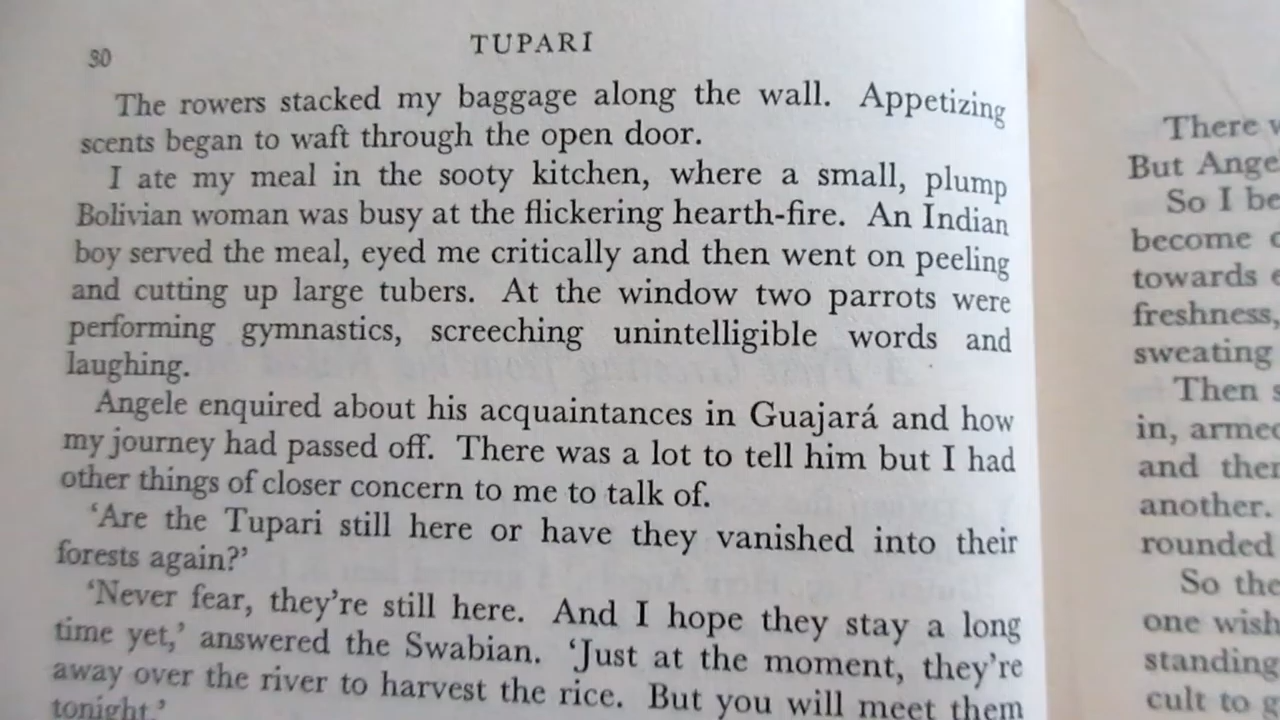 30
TUPARI
The rowers stacked my baggage along the wall. Appetizing
scents began to waft through the open door.
I ate my meal in the sooty kitchen, where a small, plump
Bolivian woman was busy at the flickering hearth-fire. An Indian
boy served the meal, eyed me critically and then went on peeling
and cutting up large tubers. At the window two parrots were
performing gymnastics, screeching unintelligible words and
laughing.
Angele enquired about his acquaintances in Guajará and how
my journey had passed off. There was a lot to tell him but I had
other things of closer concern to me to talk of.
‘Are the Tupari still here or have they vanished into their
forests again?’
‘Never fear, they’re still here. And I hope they stay a long
time yet,’ answered the Swabian. ‘Just at the moment, they’re
away over the river to harvest the rice. But you will meet them
tonight.’
There
But
So I
become
towards
freshness,
sweating
Then
in,
and
another.
rounded
So
one
standing
to